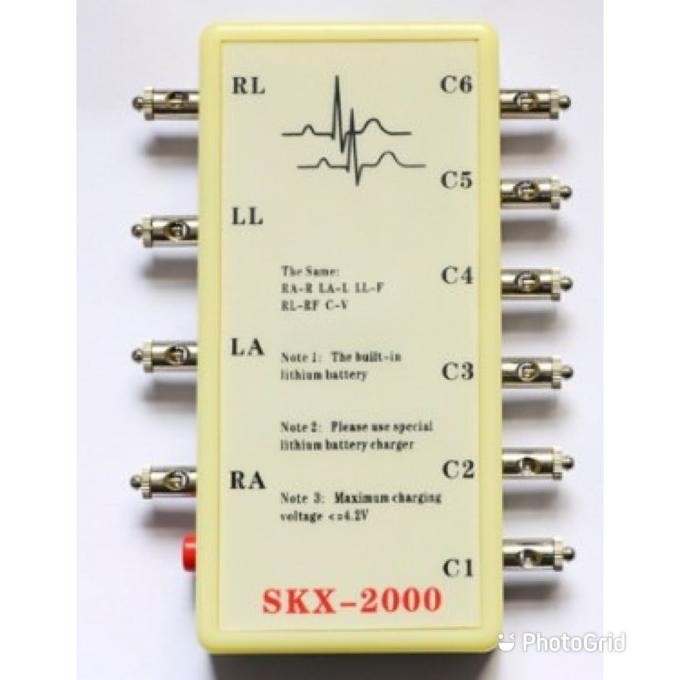 RL
C6
C5
LL
C4
The Same:
RA-R LA-L LL-F
RL-RF C-V
LA
Note 1: The built-in
lithium battery
C3
Note 2: Please use special
lithium battery charger
C2
RA
Note 3: Maximum charging
voltage <=4.2V
C1
SKX-2000
PhotoGrid